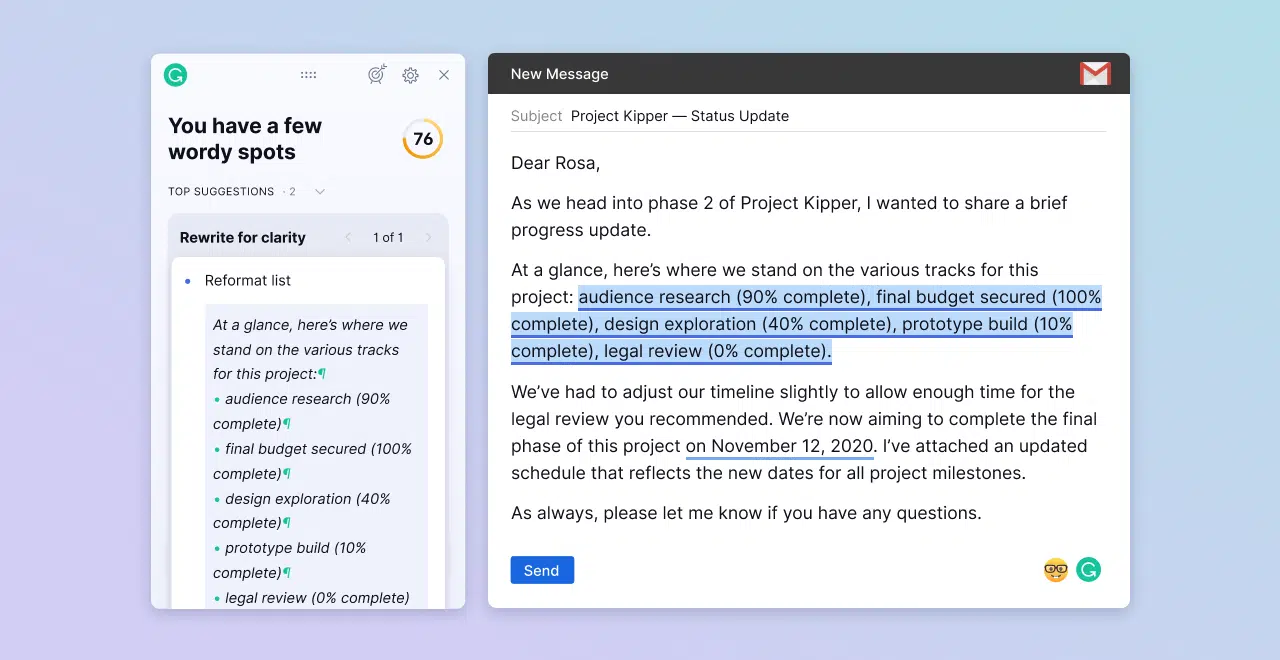 You have a few
wordy spots
76
TOP SUGGESTIONS · 2
Rewrite for clarity
1 of 1
• Reformat list
At a glance, here’s where we
stand on the various tracks
for this project:¶
• audience research (90%
complete)¶
• final budget secured (100%
complete)¶
• design exploration (40%
complete)¶
• prototype build (10%
complete)¶
• legal review (0% complete)
New Message
Subject Project Kipper — Status Update
Dear Rosa,
As we head into phase 2 of Project Kipper, I wanted to share a brief
progress update.
At a glance, here’s where we stand on the various tracks for this
project: audience research (90% complete), final budget secured (100%
complete), design exploration (40% complete), prototype build (10%
complete), legal review (0% complete).
We’ve had to adjust our timeline slightly to allow enough time for the
legal review you recommended. We’re now aiming to complete the final
phase of this project on November 12, 2020. I’ve attached an updated
schedule that reflects the new dates for all project milestones.
As always, please let me know if you have any questions.
Send